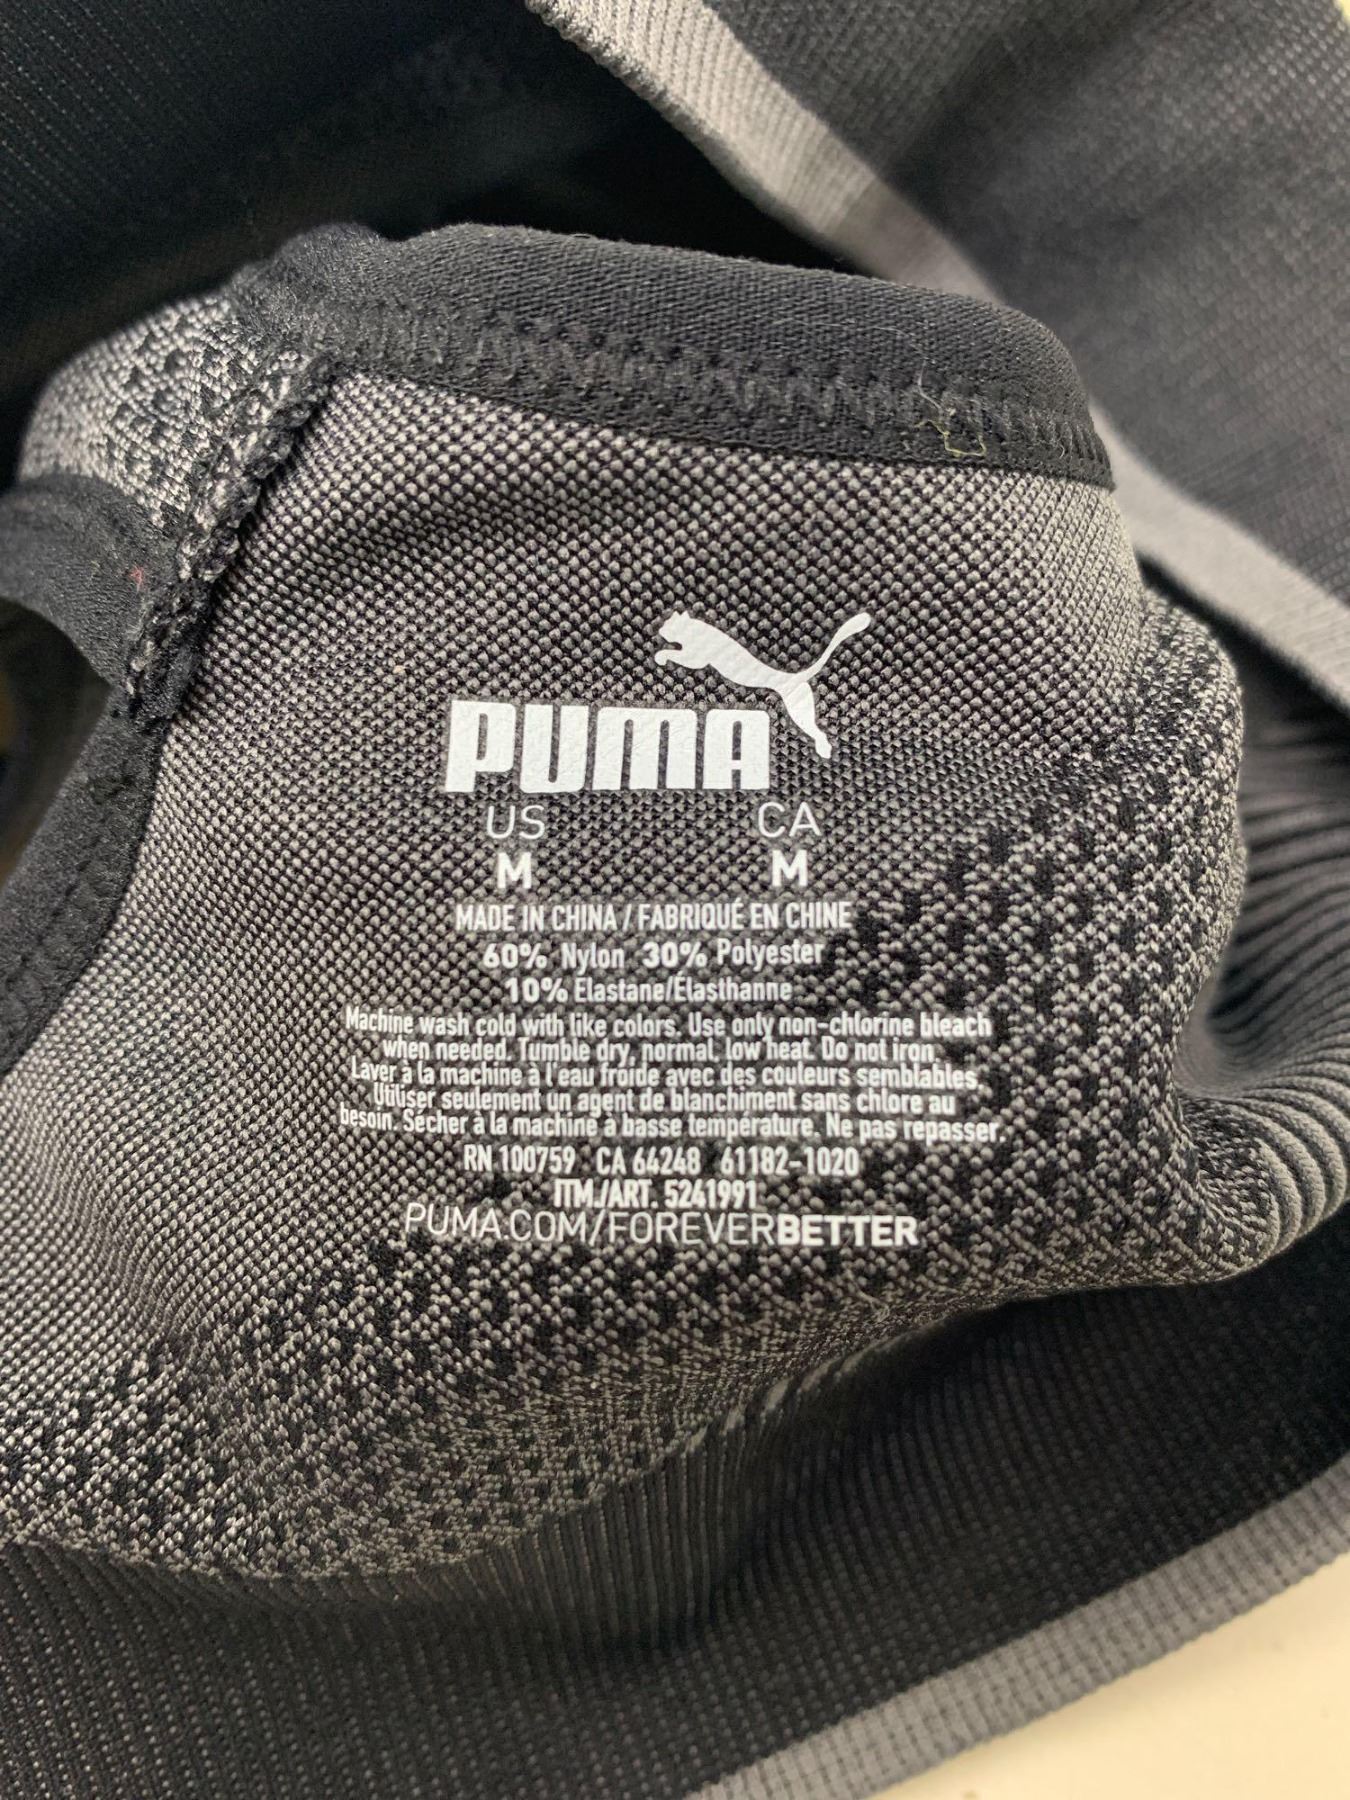 PUMA
US CA
M M
MADE IN CHINA / FABRIQUÉ EN CHINE
60% Nylon 30% Polyester
10% Elastane/Élasthanne
Machine wash cold with like colors. Use only non-chlorine bleach
when needed. Tumble dry, normal, low heat. Do not iron.
Laver à la machine à l'eau froide avec des couleurs semblables.
Utiliser seulement un agent de blanchiment sans chlore au
besoin. Sécher à la machine à basse température. Ne pas repasser.
RN 100759 CA 64248 61182-1020
ITM./ART. 5241991
PUMA.COM/FOREVERBETTER